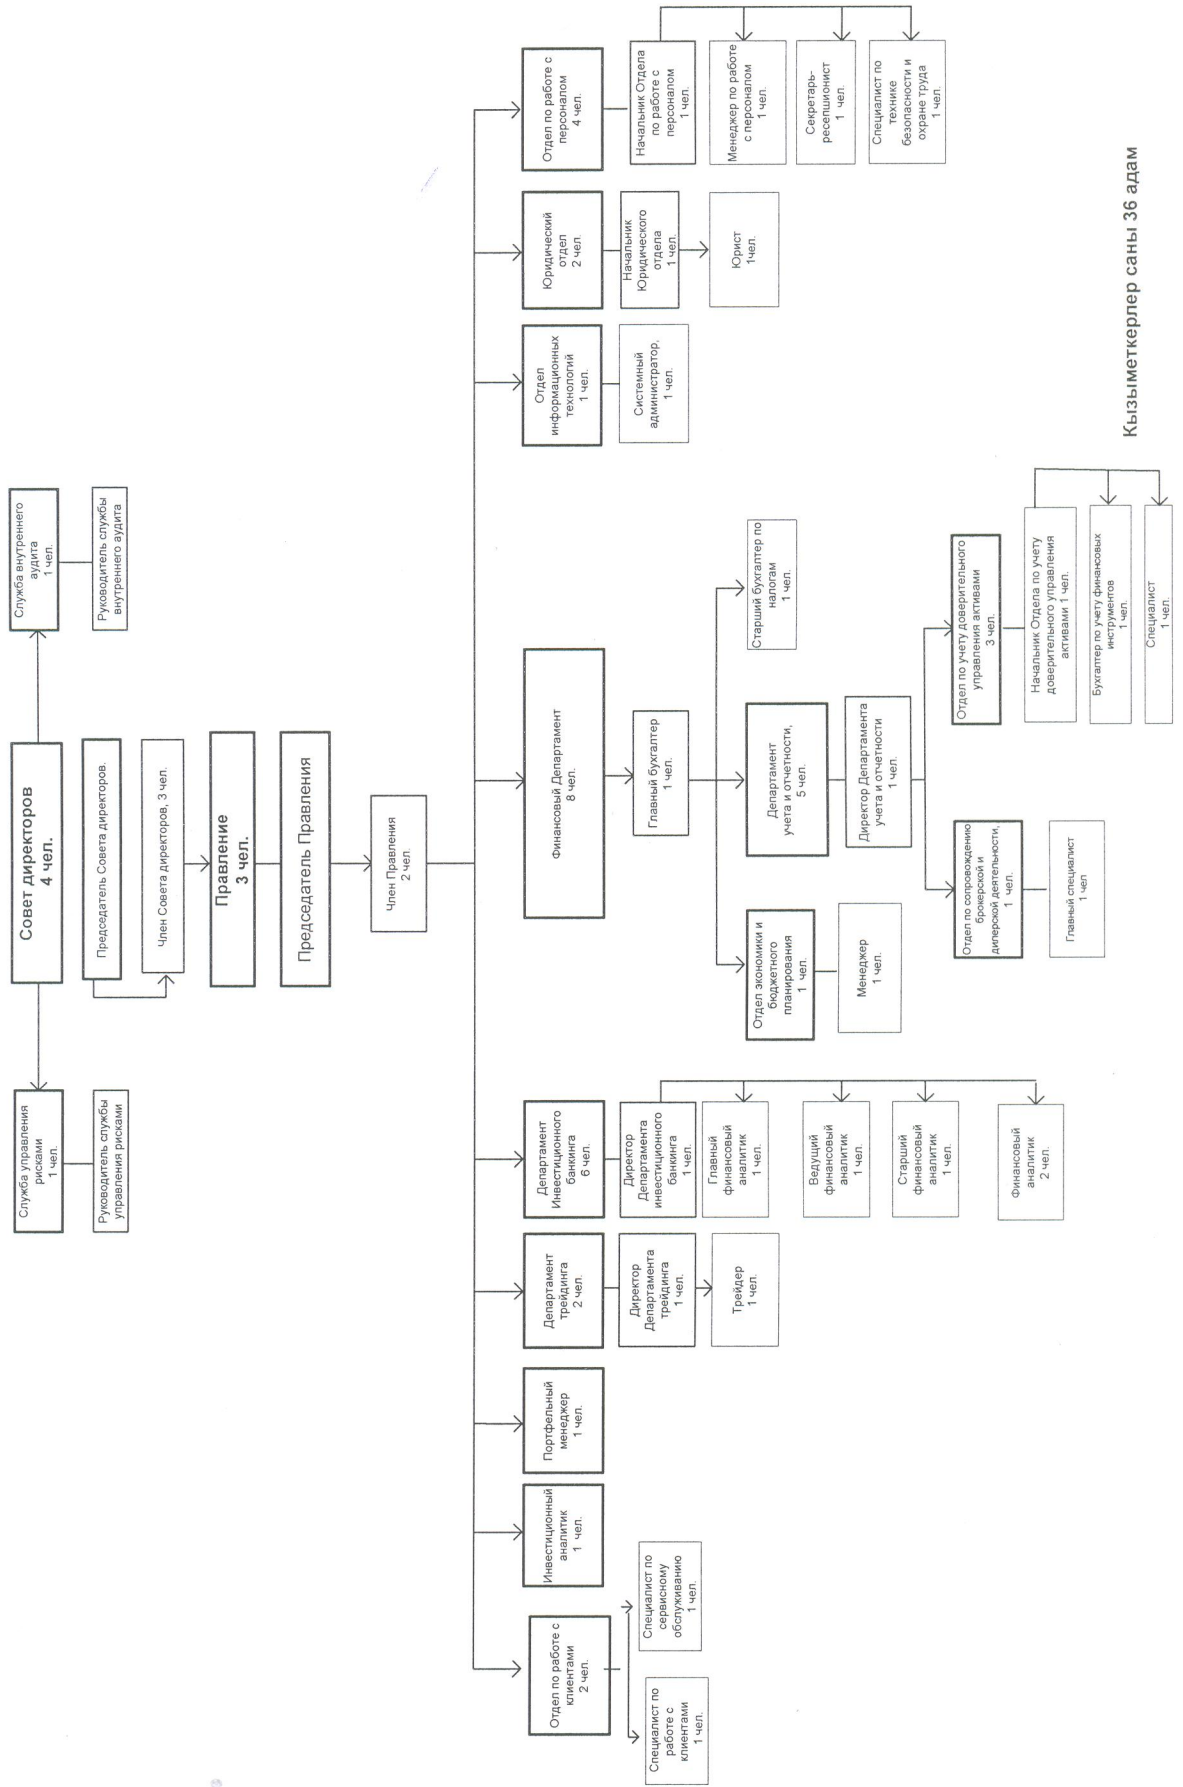 Совет директоров
4 чел.
Служба управления
рисками
1 чел.
Руководитель службы
управления рисками
Служба внутреннего
аудита
1 чел.
Руководитель службы
внутреннего аудита
Председатель Совета директоров.
Член Совета директоров, 3 чел.
Правление
3 чел.
Председатель Правления
Член Правления
2 чел.
Отдел по работе с
клиентами
2 чел.
Специалист по
работе с
клиентами
1 чел.
Специалист по
сервисному
обслуживанию
1 чел.
Инвестиционный
аналитик
1 чел.
Портфельный
менеджер
1 чел.
Департамент
трейдинга
2 чел.
Директор
Департамента
трейдинга
1 чел.
Трейдер
1 чел.
Департамент
Инвестиционного
банкинга
6 чел.
Директор
Департамента
инвестиционного
банкинга
1 чел.
Главный
финансовый
аналитик
1 чел.
Ведущий
финансовый
аналитик
1 чел.
Старший
финансовый
аналитик
1 чел.
Финансовый
аналитик
2 чел.
Финансовый Департамент
8 чел.
Главный бухгалтер
1 чел.
Отдел экономики и
бюджетного
планирования
1 чел.
Менеджер
1 чел.
Департамент
учета и отчетности,
5 чел.
Директор Департамента
учета и отчетности
1 чел.
Старший бухгалтер по
налогам
1 чел.
Отдел по сопровождению
брокерской и
дилерской деятельности,
1 чел.
Главный специалист
1 чел
Отдел по учету доверительного
управления активами
3 чел.
Начальник Отдела по учету
доверительного управления
активами 1 чел.
Бухгалтер по учету финансовых
инструментов
1 чел.
Специалист
1 чел.
Отдел
информационных
технологий
1 чел.
Системный
администратор,
1 чел.
Юридический
отдел
2 чел.
Начальник
Юридического
отдела
1 чел.
Юрист
1чел.
Отдел по работе с
персоналом
4 чел.
Начальник Отдела
по работе с
персоналом
1 чел.
Менеджер по работе
с персоналом
1 чел.
Секретарь-
ресепшионист
1 чел.
Специалист по
технике
безопасности и
охране труда
1 чел.
Кызыметкерлер саны 36 адам